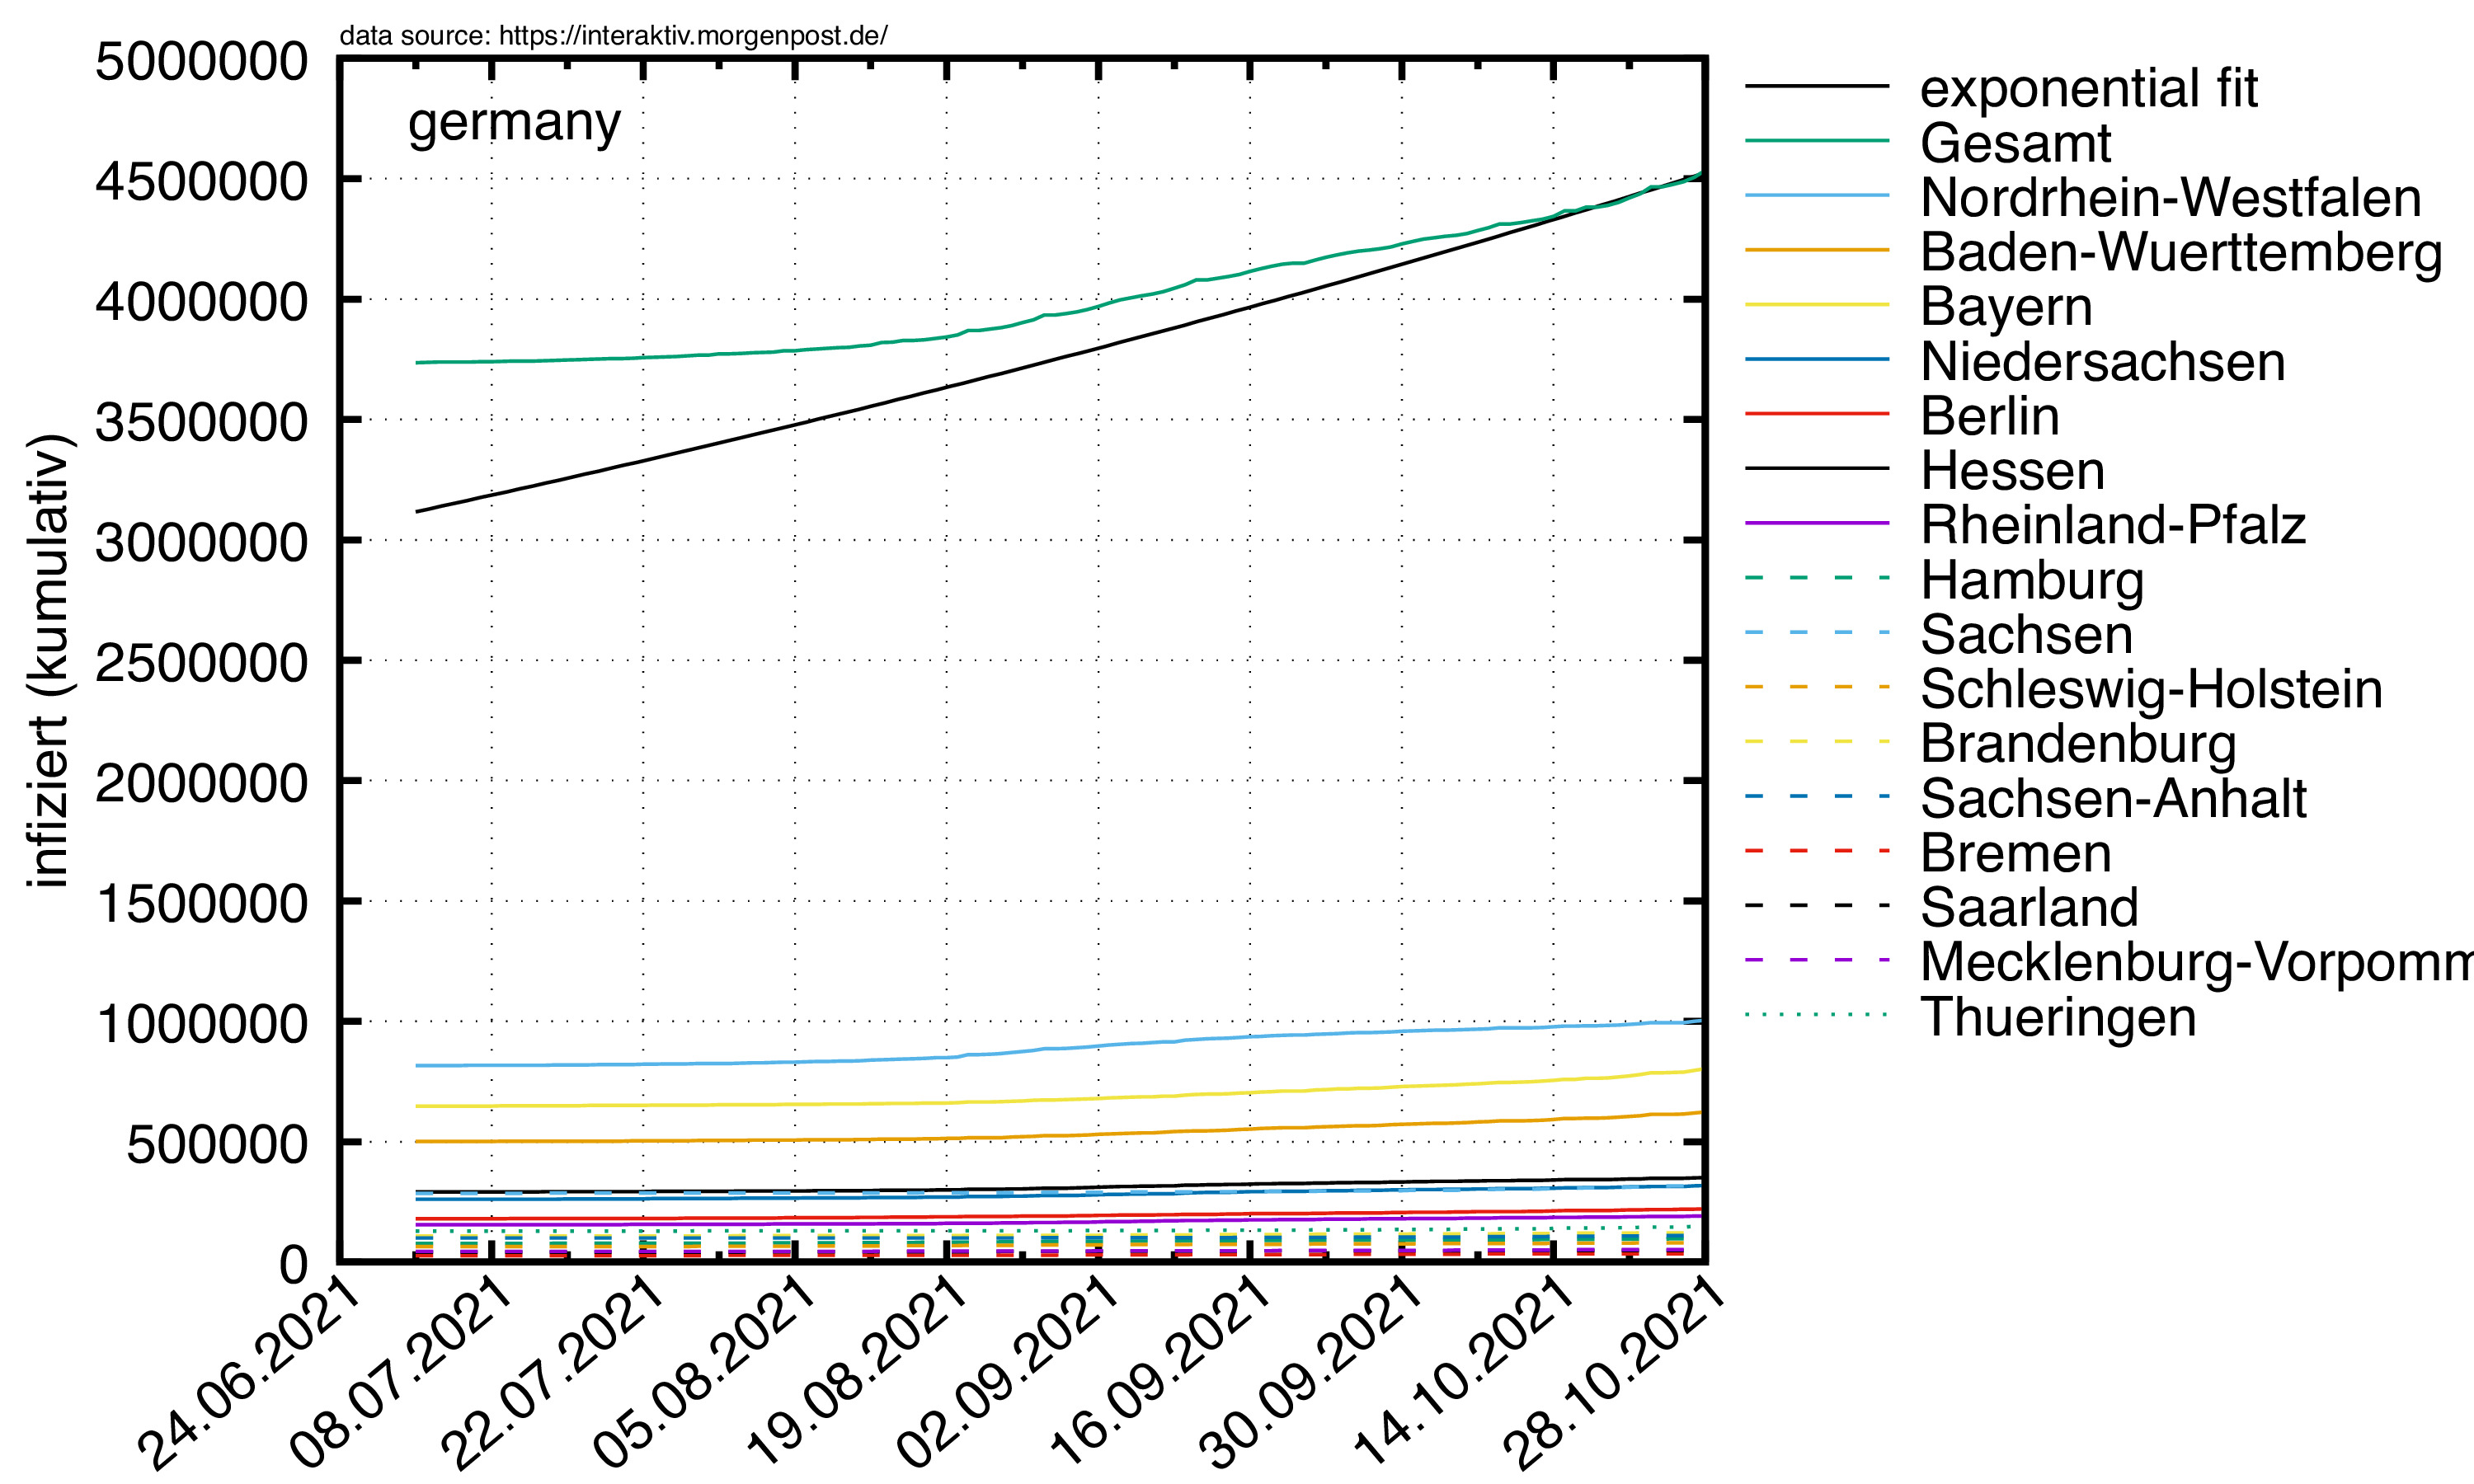 data source: https://interaktiv.morgenpost.de/
germany
infiziert (kumulativ)
5000000
4500000
4000000
3500000
3000000
2500000
2000000
1500000
1000000
500000
0
24.06.2021
08.07.2021
22.07.2021
05.08.2021
19.08.2021
02.09.2021
16.09.2021
30.09.2021
14.10.2021
28.10.2021
exponential fit
Gesamt
Nordrhein-Westfalen
Baden-Wuerttemberg
Bayern
Niedersachsen
Berlin
Hessen
Rheinland-Pfalz
Hamburg
Sachsen
Schleswig-Holstein
Brandenburg
Sachsen-Anhalt
Bremen
Saarland
Mecklenburg-Vorpomm
Thueringen